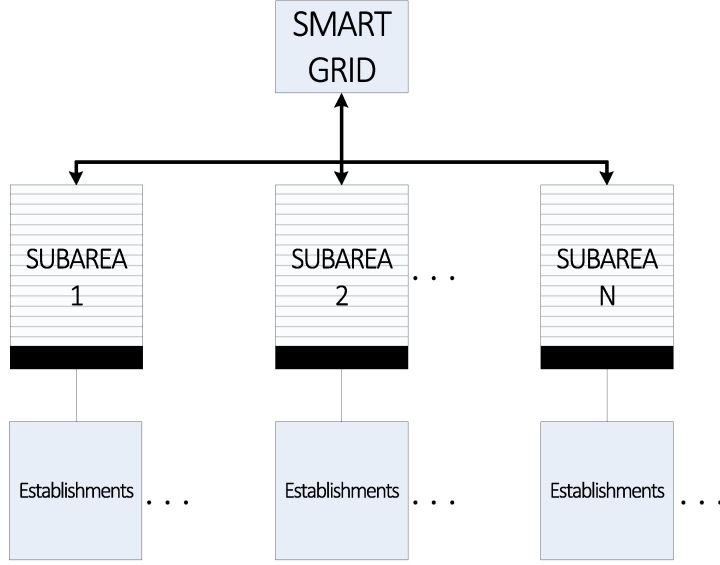 SMART
GRID
SUBAREA
1
SUBAREA
2
. . .
SUBAREA
N
Establishments . . .
Establishments . . .
Establishments . . .